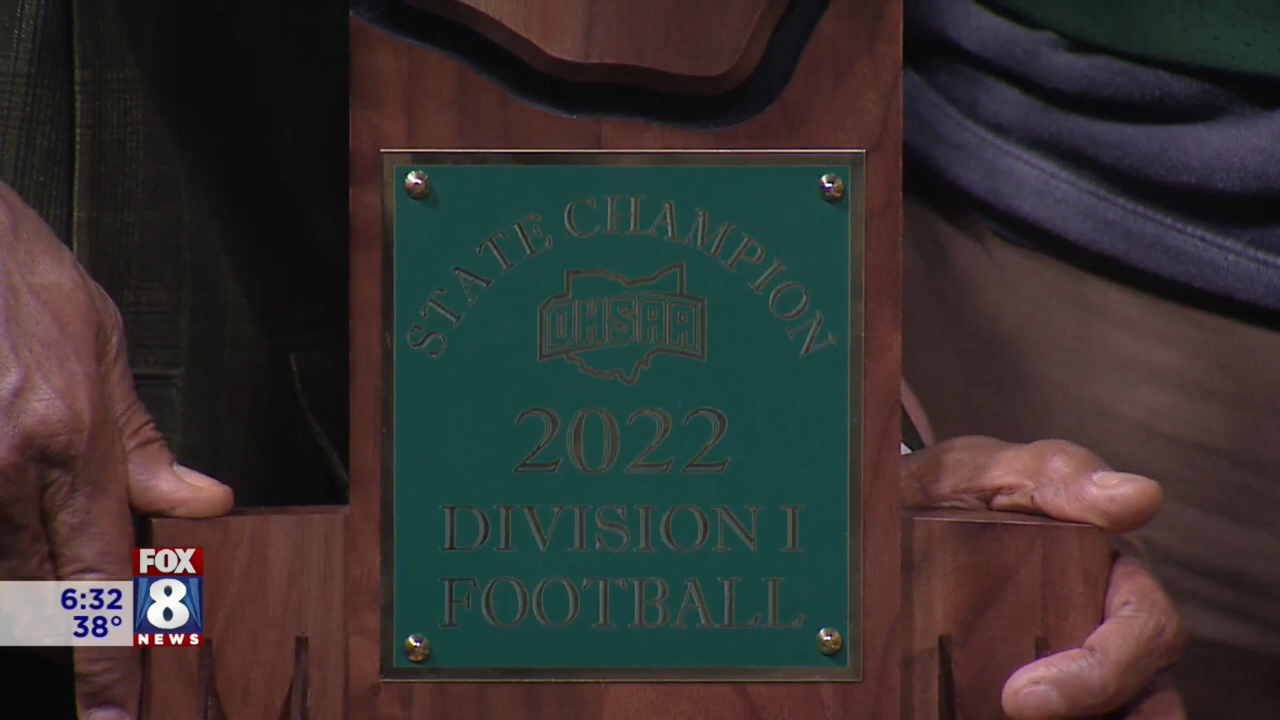 STATE CHAMPION
OHSAA
2022
DIVISION I
FOOTBALL
FOX
8
NEWS
6:32
38°